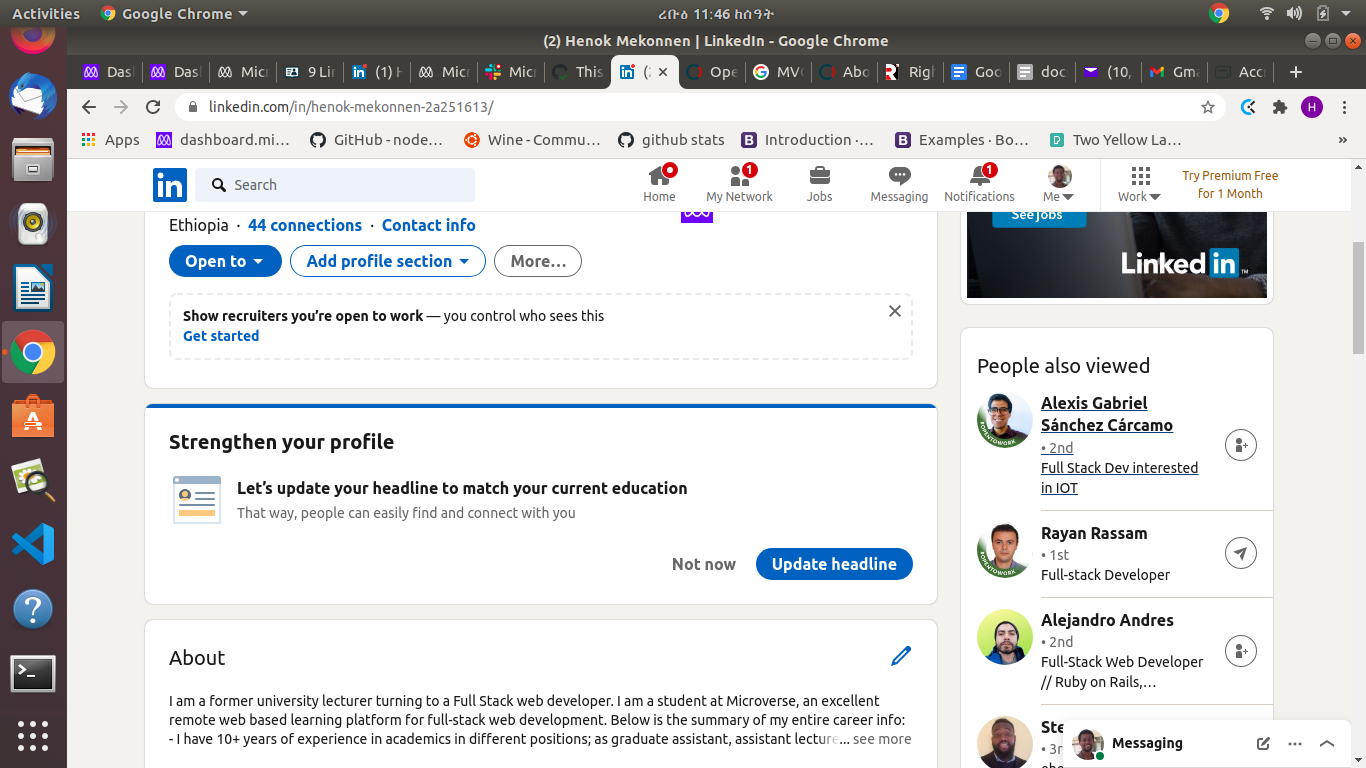 Activities
Google Chrome
ረቡዕ 11:46 ከሰዓት
(2) Henok Mekonnen | LinkedIn - Google Chrome
Das
Das
Micr
9 Lin
(1) H
Micr
Micr
This
(2
Ope
MVC
Abo
Righ
Goo
doc
(10,
Gma
Acc
linkedin.com/in/henok-mekonnen-2a251613/
H
Apps
dashboard.mi…
GitHub - node…
Wine - Commu…
github stats
Introduction ·…
Examples · Bo…
Two Yellow La…
»
in
Search
Home
1
My Network
Jobs
Messaging
1
Notifications
Me
Work
Try Premium Free
for 1 Month
Ethiopia · 44 connections · Contact info
Open to
Add profile section
More…
Show recruiters you’re open to work — you control who sees this
Get started
Strengthen your profile
Let’s update your headline to match your current education
That way, people can easily find and connect with you
Not now
Update headline
About
I am a former university lecturer turning to a Full Stack web developer. I am a student at Microverse, an excellent
remote web based learning platform for full-stack web development. Below is the summary of my entire career info:
- I have 10+ years of experience in academics in different positions; as graduate assistant, assistant lecture… see more
See jobs
Linked in™
People also viewed
#OPENTOWORK
Alexis Gabriel
Sánchez Cárcamo
• 2nd
Full Stack Dev interested
in IOT
#OPENTOWORK
Rayan Rassam
• 1st
Full-stack Developer
Alejandro Andres
• 2nd
Full-Stack Web Developer
// Ruby on Rails,…
Ste
• 3r
Messaging